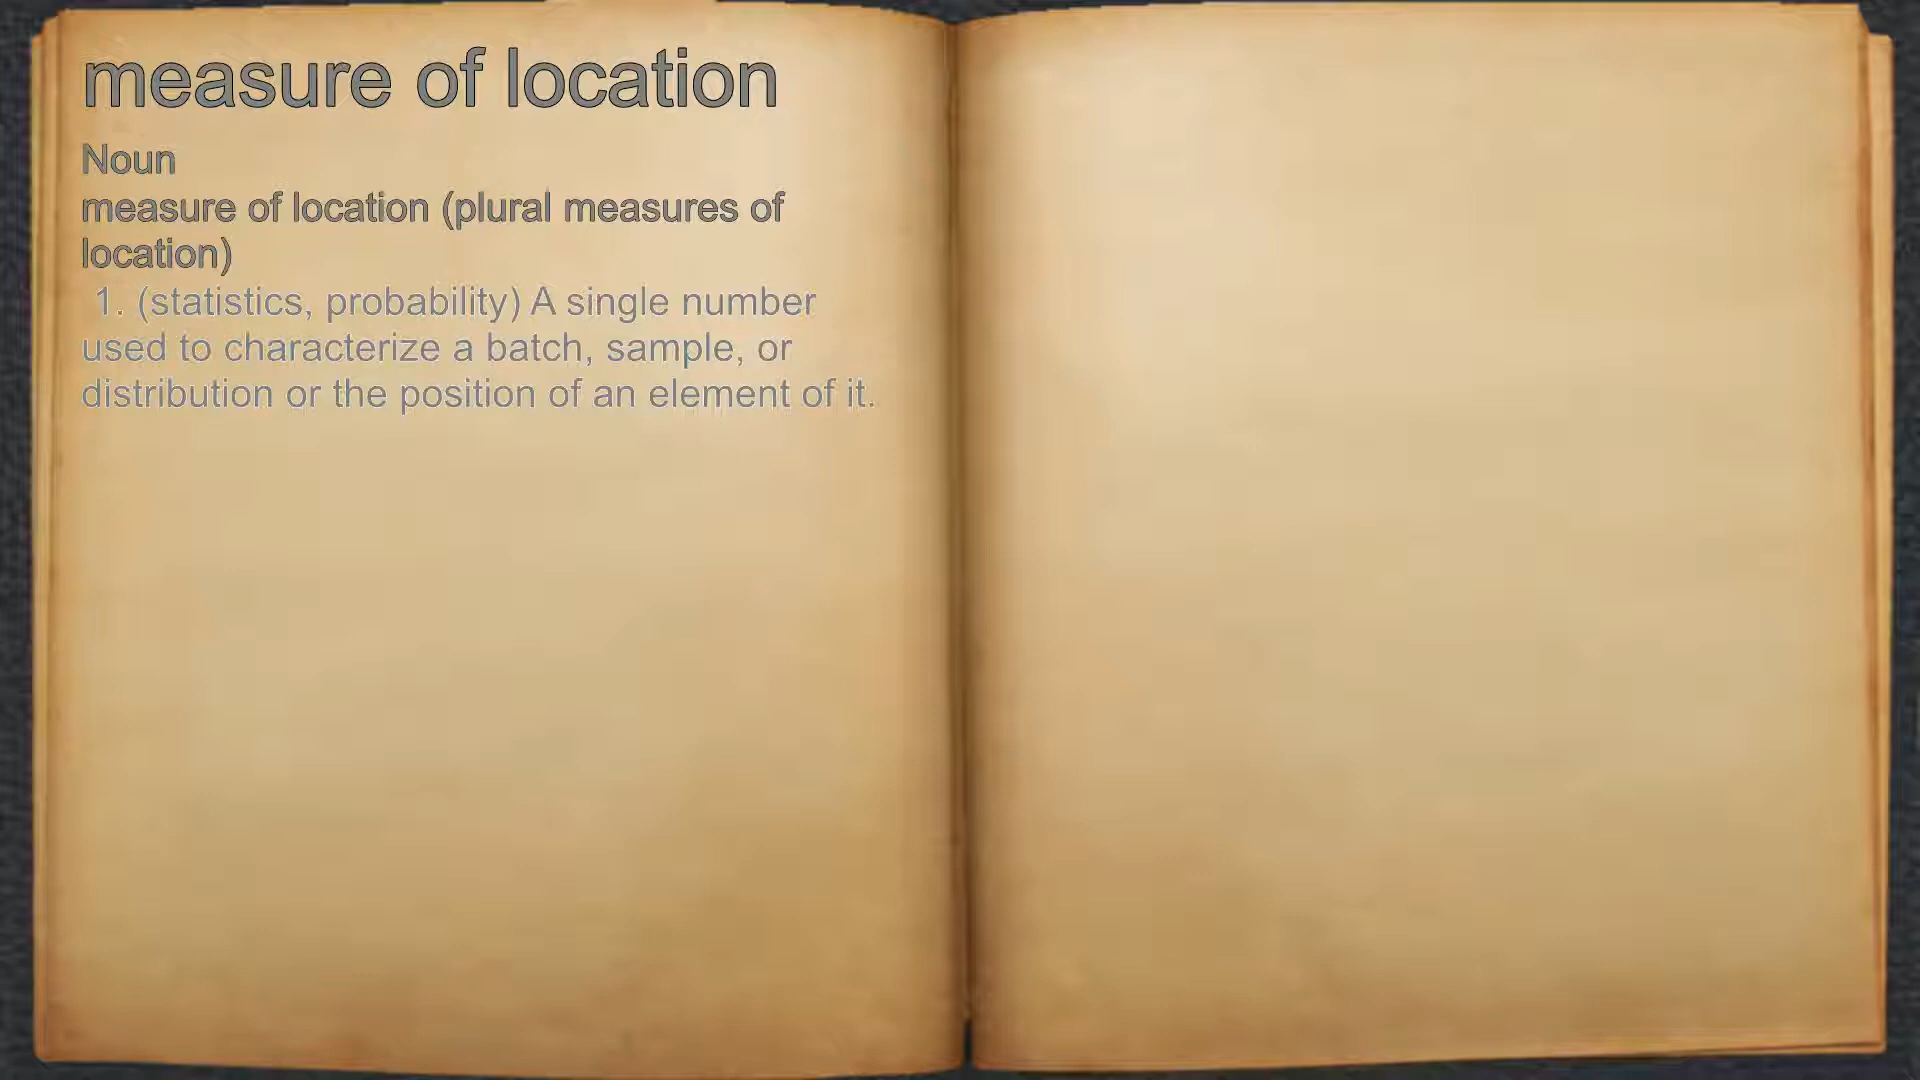 measure of location
Noun
measure of location (plural measures of
location)
1. (statistics, probability) A single number
used to characterize a batch, sample, or
distribution or the position of an element of it.